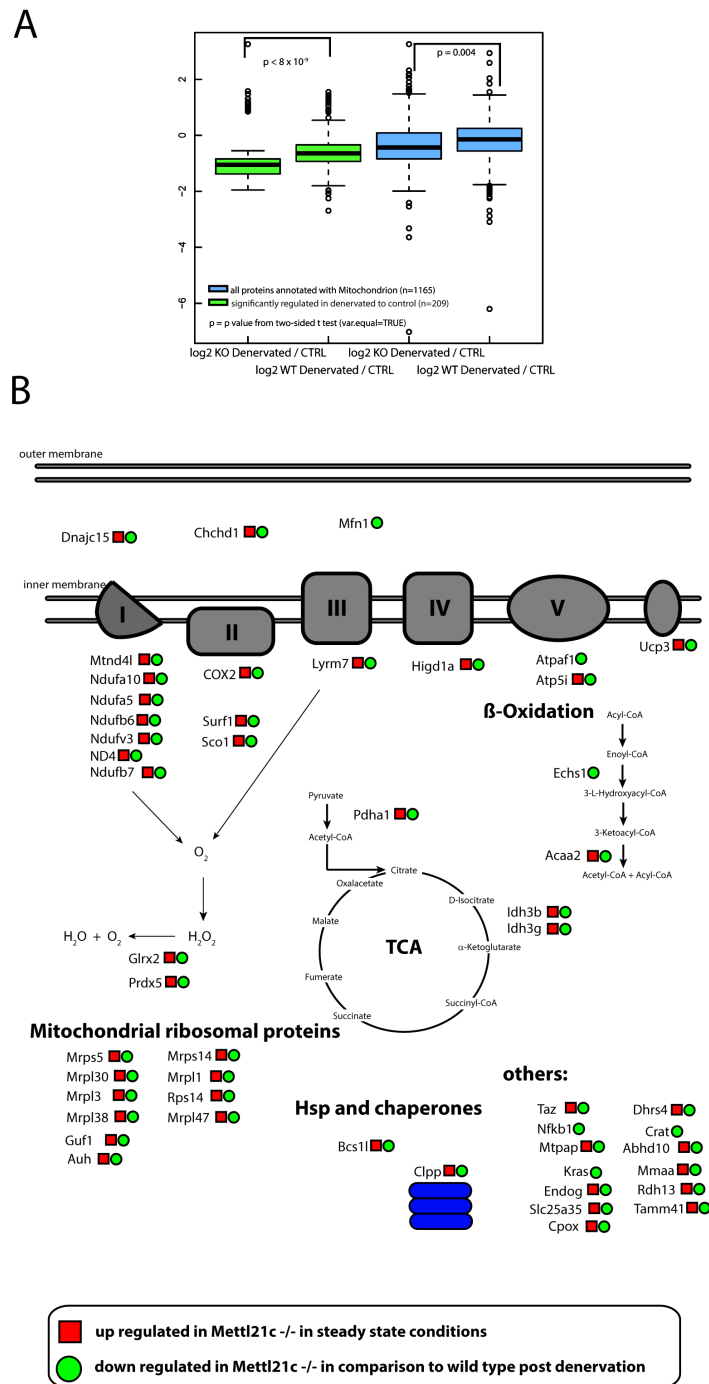 A
2
0
−2
−4
−6
p < 8 x 10⁻⁹
p = 0.004
all proteins annotated with Mitochondrion (n=1165)
significantly regulated in denervated to control (n=209)
p = p value from two-sided t test (var.equal=TRUE)
log2 KO Denervated / CTRL
log2 KO Denervated / CTRL
log2 WT Denervated / CTRL
log2 WT Denervated / CTRL
B
outer membrane
Dnajc15
Chchd1
Mfn1
inner membrane
I
II
III
IV
V
Ucp3
Mtnd4l
Ndufa10
Ndufa5
Ndufb6
Ndufv3
ND4
Ndufb7
COX2
Surf1
Sco1
Lyrm7
Higd1a
Atpaf1
Atp5i
ß-Oxidation
Acyl-CoA
Enoyl-CoA
Echs1
3-L-Hydroxyacyl-CoA
3-Ketoacyl-CoA
Acaa2
Acetyl-CoA + Acyl-CoA
Pyruvate
Pdha1
Acetyl-CoA
Citrate
Oxalacetate
D-Isocitrate
Idh3b
Idh3g
Malate
α-Ketoglutarate
TCA
Fumerate
Succinyl-CoA
Succinate
O₂
H₂O + O₂
H₂O₂
Glrx2
Prdx5
Mitochondrial ribosomal proteins
Mrps5
Mrps14
Mrpl30
Mrpl1
Mrpl3
Rps14
Mrpl38
Mrpl47
Guf1
Auh
Hsp and chaperones
Bcs1l
Clpp
others:
Taz
Dhrs4
Nfkb1
Crat
Mtpap
Abhd10
Kras
Mmaa
Endog
Rdh13
Slc25a35
Tamm41
Cpox
up regulated in Mettl21c -/- in steady state conditions
down regulated in Mettl21c -/- in comparison to wild type post denervation